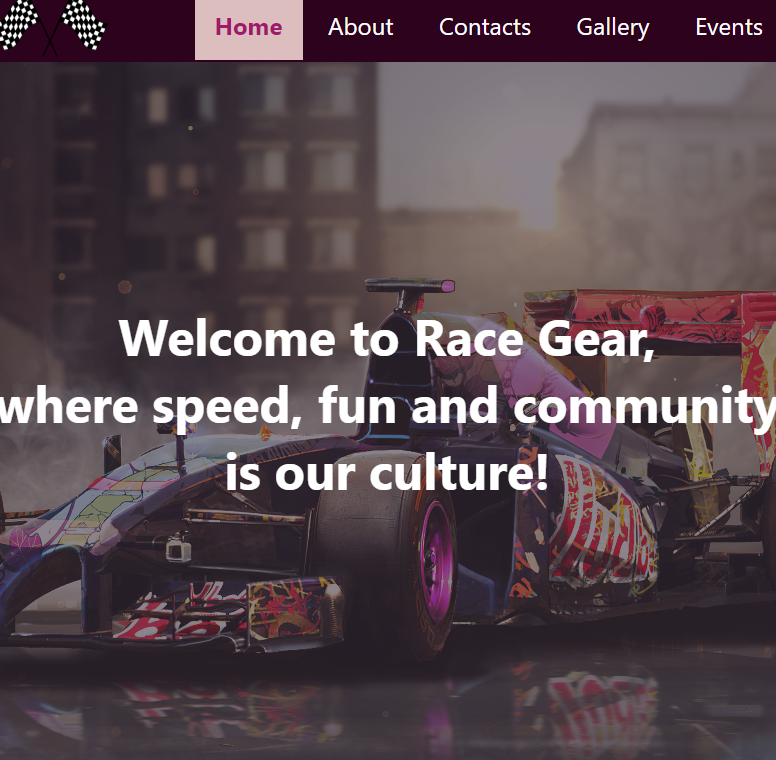 Home About Contacts Gallery Events
Welcome to Race Gear,
where speed, fun and community
is our culture!